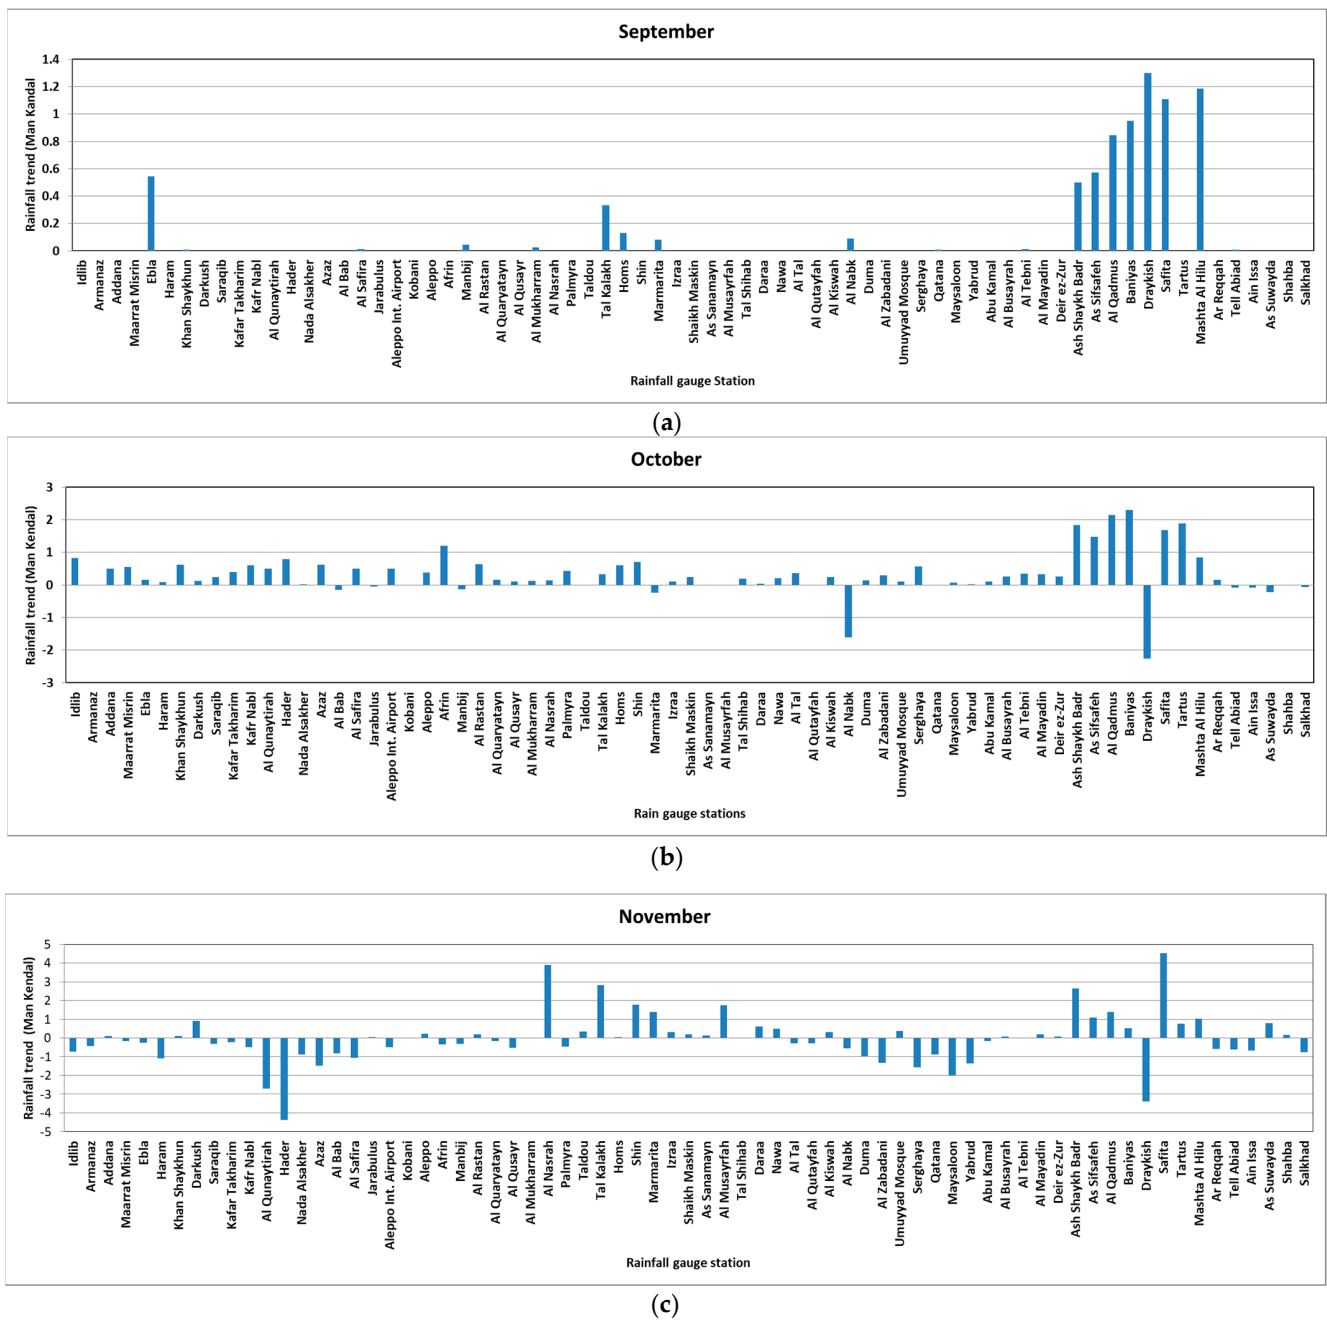 September
Rainfall trend (Man Kandal)
1.4
1.2
1
0.8
0.6
0.4
0.2
0
Idlib
Armanaz
Addana
Maarrat Misrin
Ebla
Haram
Khan Shaykhun
Darkush
Saraqib
Kafar Takharim
Kafr Nabl
Al Qunaytirah
Hader
Nada Alsakher
Azaz
Al Bab
Al Safira
Jarabulus
Aleppo Int. Airport
Kobani
Aleppo
Afrin
Manbij
Al Rastan
Al Quaryatayn
Al Qusayr
Al Mukharram
Al Nasrah
Palmyra
Taldou
Tal Kalakh
Homs
Shin
Marmarita
Izraa
Shaikh Maskin
As Sanamayn
Al Musayrfah
Tal Shihab
Daraa
Nawa
Al Tal
Al Qutayfah
Al Kiswah
Al Nabk
Duma
Al Zabadani
Umuyyad Mosque
Serghaya
Qatana
Maysaloon
Yabrud
Abu Kamal
Al Busayrah
Al Tebni
Al Mayadin
Deir ez-Zur
Ash Shaykh Badr
As Sifsafeh
Al Qadmus
Baniyas
Draykish
Safita
Tartus
Mashta Al Hilu
Ar Reqqah
Tell Abiad
Ain Issa
As Suwayda
Shahba
Salkhad
Rainfall gauge Station
(a)
October
Rainfall trend (Man Kendal)
3
2
1
0
-1
-2
-3
Idlib
Armanaz
Addana
Maarrat Misrin
Ebla
Haram
Khan Shaykhun
Darkush
Saraqib
Kafar Takharim
Kafr Nabl
Al Qunaytirah
Hader
Nada Alsakher
Azaz
Al Bab
Al Safira
Jarabulus
Aleppo Int. Airport
Kobani
Aleppo
Afrin
Manbij
Al Rastan
Al Quaryatayn
Al Qusayr
Al Mukharram
Al Nasrah
Palmyra
Taldou
Tal Kalakh
Homs
Shin
Marmarita
Izraa
Shaikh Maskin
As Sanamayn
Al Musayrfah
Tal Shihab
Daraa
Nawa
Al Tal
Al Qutayfah
Al Kiswah
Al Nabk
Duma
Al Zabadani
Umuyyad Mosque
Serghaya
Qatana
Maysaloon
Yabrud
Abu Kamal
Al Busayrah
Al Tebni
Al Mayadin
Deir ez-Zur
Ash Shaykh Badr
As Sifsafeh
Al Qadmus
Baniyas
Draykish
Safita
Tartus
Mashta Al Hilu
Ar Reqqah
Tell Abiad
Ain Issa
As Suwayda
Shahba
Salkhad
Rain gauge stations
(b)
November
Rainfall trend (Man Kendal)
5
4
3
2
1
0
-1
-2
-3
-4
-5
Idlib
Armanaz
Addana
Maarrat Misrin
Ebla
Haram
Khan Shaykhun
Darkush
Saraqib
Kafar Takharim
Kafr Nabl
Al Qunaytirah
Hader
Nada Alsakher
Azaz
Al Bab
Al Safira
Jarabulus
Aleppo Int. Airport
Kobani
Aleppo
Afrin
Manbij
Al Rastan
Al Quaryatayn
Al Qusayr
Al Mukharram
Al Nasrah
Palmyra
Taldou
Tal Kalakh
Homs
Shin
Marmarita
Izraa
Shaikh Maskin
As Sanamayn
Al Musayrfah
Tal Shihab
Daraa
Nawa
Al Tal
Al Qutayfah
Al Kiswah
Al Nabk
Duma
Al Zabadani
Umuyyad Mosque
Serghaya
Qatana
Maysaloon
Yabrud
Abu Kamal
Al Busayrah
Al Tebni
Al Mayadin
Deir ez-Zur
Ash Shaykh Badr
As Sifsafeh
Al Qadmus
Baniyas
Draykish
Safita
Tartus
Mashta Al Hilu
Ar Reqqah
Tell Abiad
Ain Issa
As Suwayda
Shahba
Salkhad
Rainfall gauge station
(c)